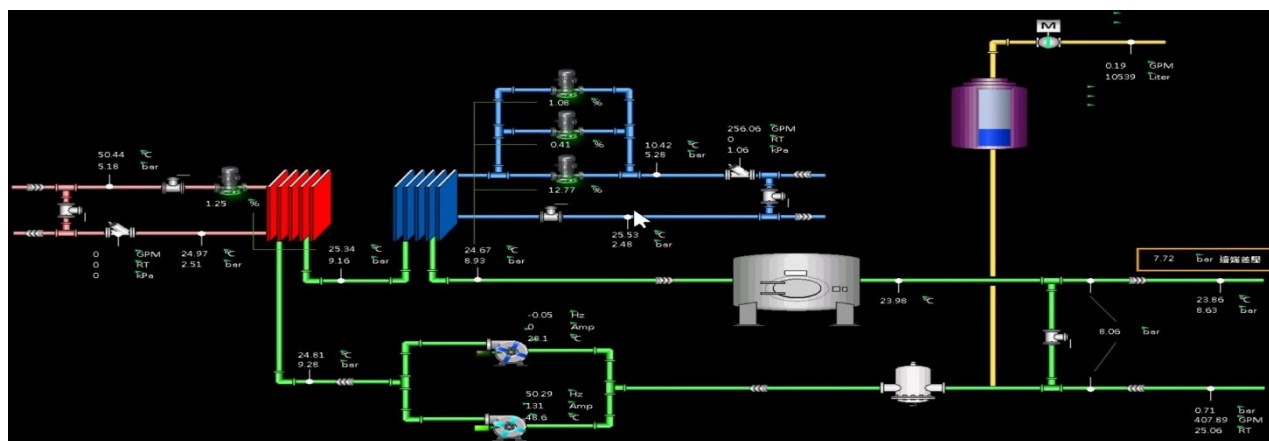 M
0.19 GPM
10539 Liter
1.08 %
0.41 %
12.77 %
256.06 GPM
0 RT
1.06 kPa
10.42 °C
5.28 bar
50.44 °C
5.18 bar
1.25 %
25.53 °C
2.48 bar
0 GPM
0 RT
0 kPa
24.97 °C
2.51 bar
25.34 °C
9.16 bar
24.67 °C
8.93 bar
7.72 bar 遠端差壓
23.98 °C
23.86 °C
8.63 bar
-0.05 Hz
0 Amp
28.1 °C
8.06 bar
24.81 °C
9.28 bar
50.29 Hz
131 Amp
48.6 °C
0.71 bar
407.89 GPM
25.06 RT